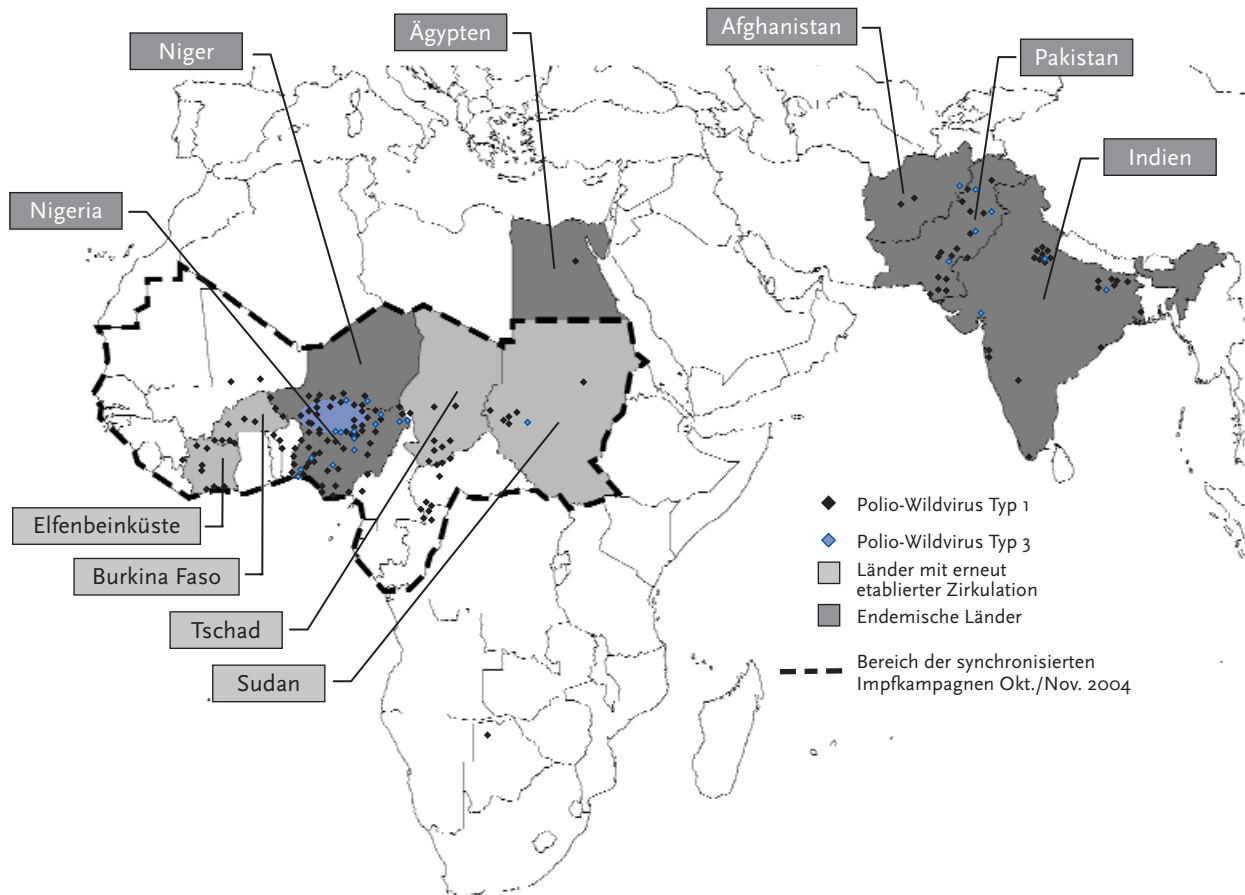 Niger
Ägypten
Afghanistan
Pakistan
Indien
Nigeria
Elfenbeinküste
Burkina Faso
Tschad
Sudan
Polio-Wildvirus Typ 1
Polio-Wildvirus Typ 3
Länder mit erneut
etablierter Zirkulation
Endemische Länder
Bereich der synchronisierten
Impfkampagnen Okt./Nov. 2004